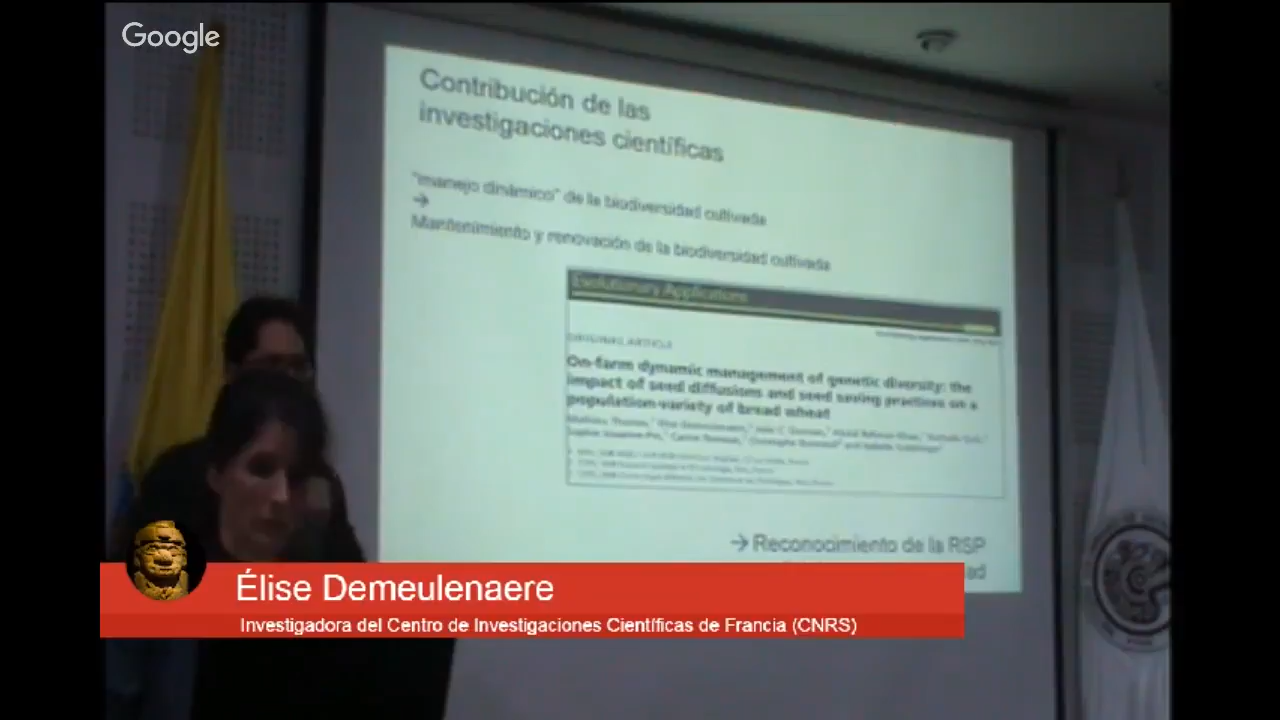 Google
Contribución de las
investigaciones científicas
"manejo dinámico" de la biodiversidad cultivada
→
Mantenimiento y renovación de la biodiversidad cultivada
Evolutionary Applications
ORIGINAL ARTICLE
On-farm dynamic management of genetic diversity: the
impact of seed diffusions and seed saving practices on a
population-variety of bread wheat
→ Reconocimiento de la RSP
Élise Demeulenaere
Investigadora del Centro de Investigaciones Científicas de Francia (CNRS)